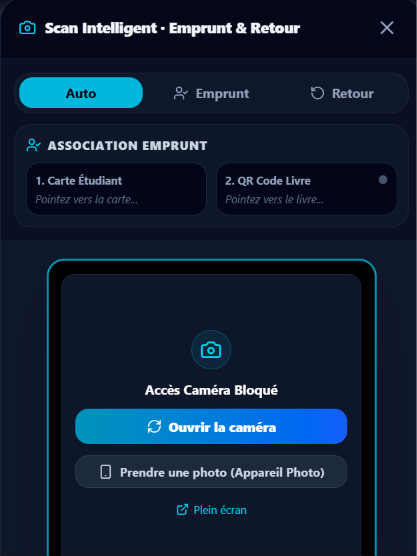 Scan Intelligent · Emprunt & Retour
Auto
Emprunt
Retour
ASSOCIATION EMPRUNT
1. Carte Étudiant
Pointez vers la carte...
2. QR Code Livre
Pointez vers le livre...
Accès Caméra Bloqué
Ouvrir la caméra
Prendre une photo (Appareil Photo)
Plein écran